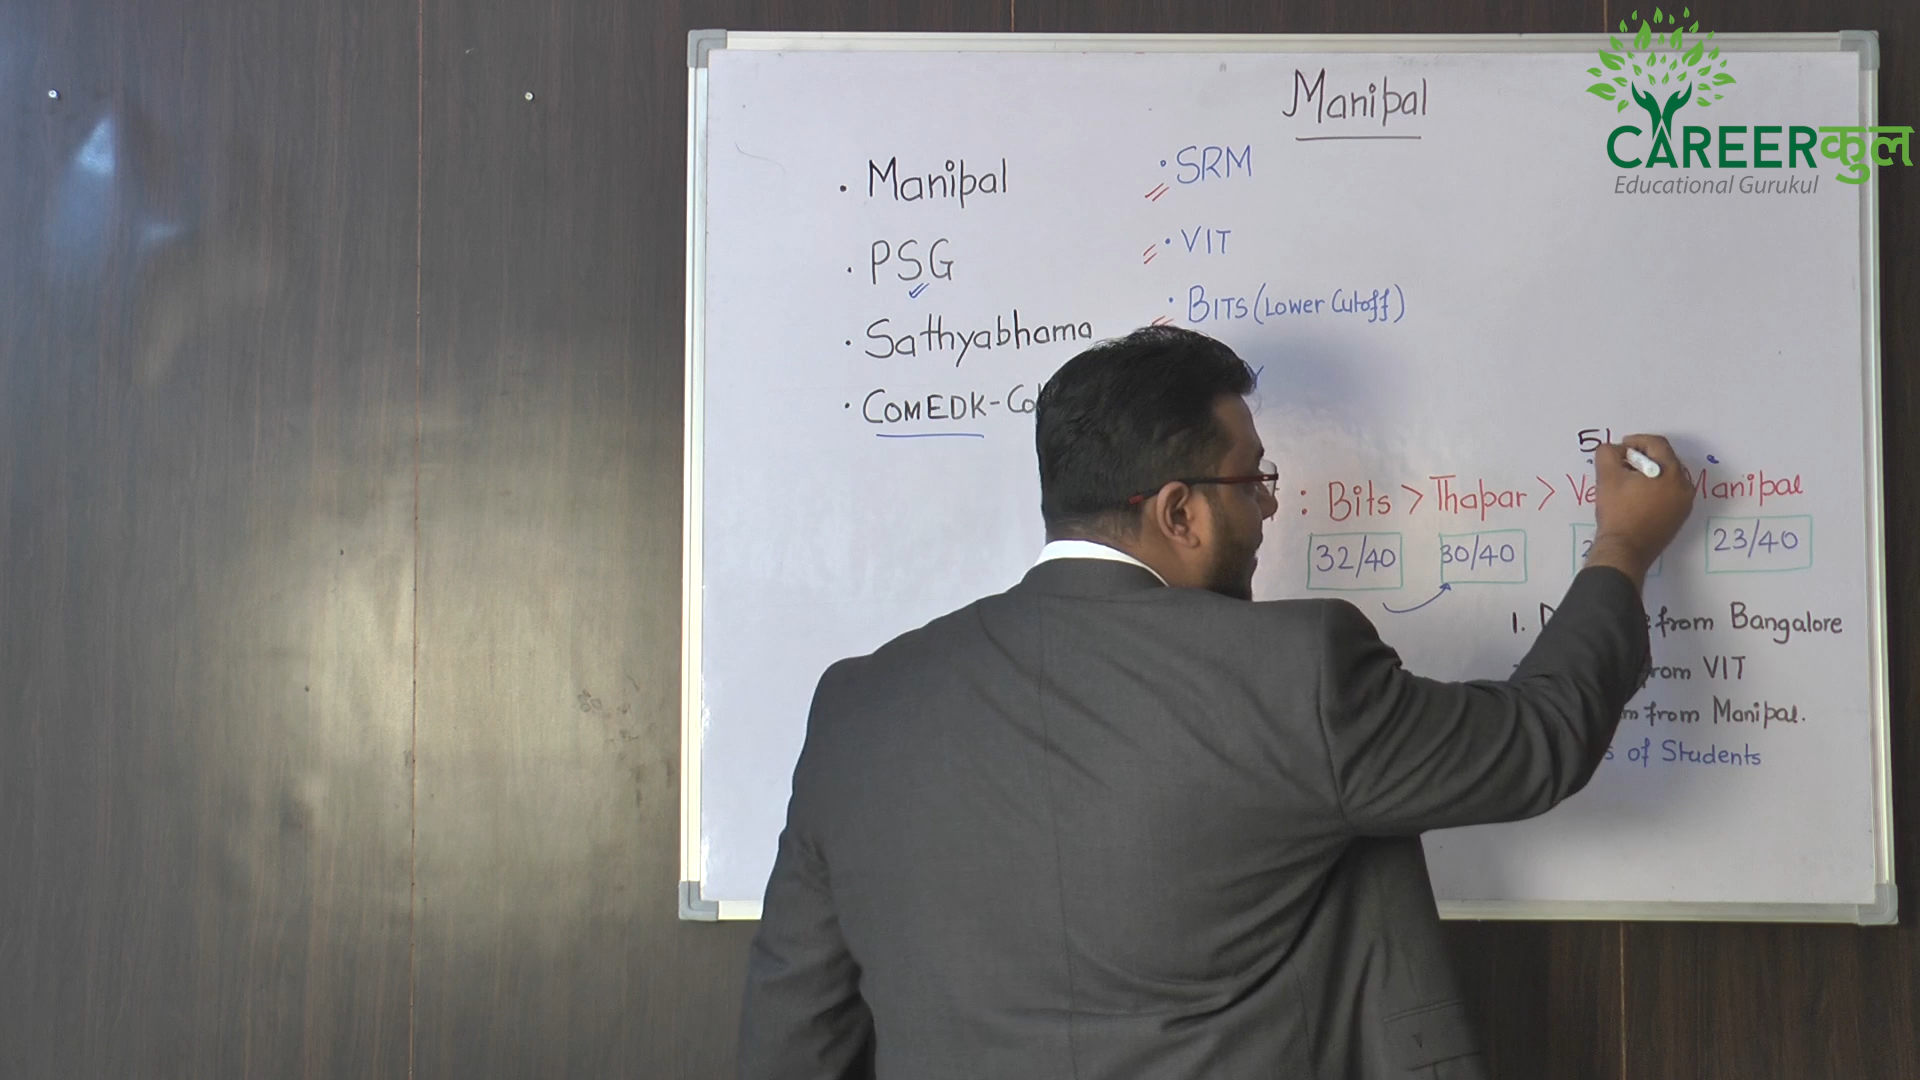 CAREERकुल
Educational Gurukul
Manipal
. Manipal
. PSG
. Sathyabhama
. COMEDK-
. SRM
. VIT
. BITS (Lower Cutoff)
: Bits > Thapar > Manipal
32/40 30/40 23/40
1. from Bangalore
from VIT
from Manipal.
of Students